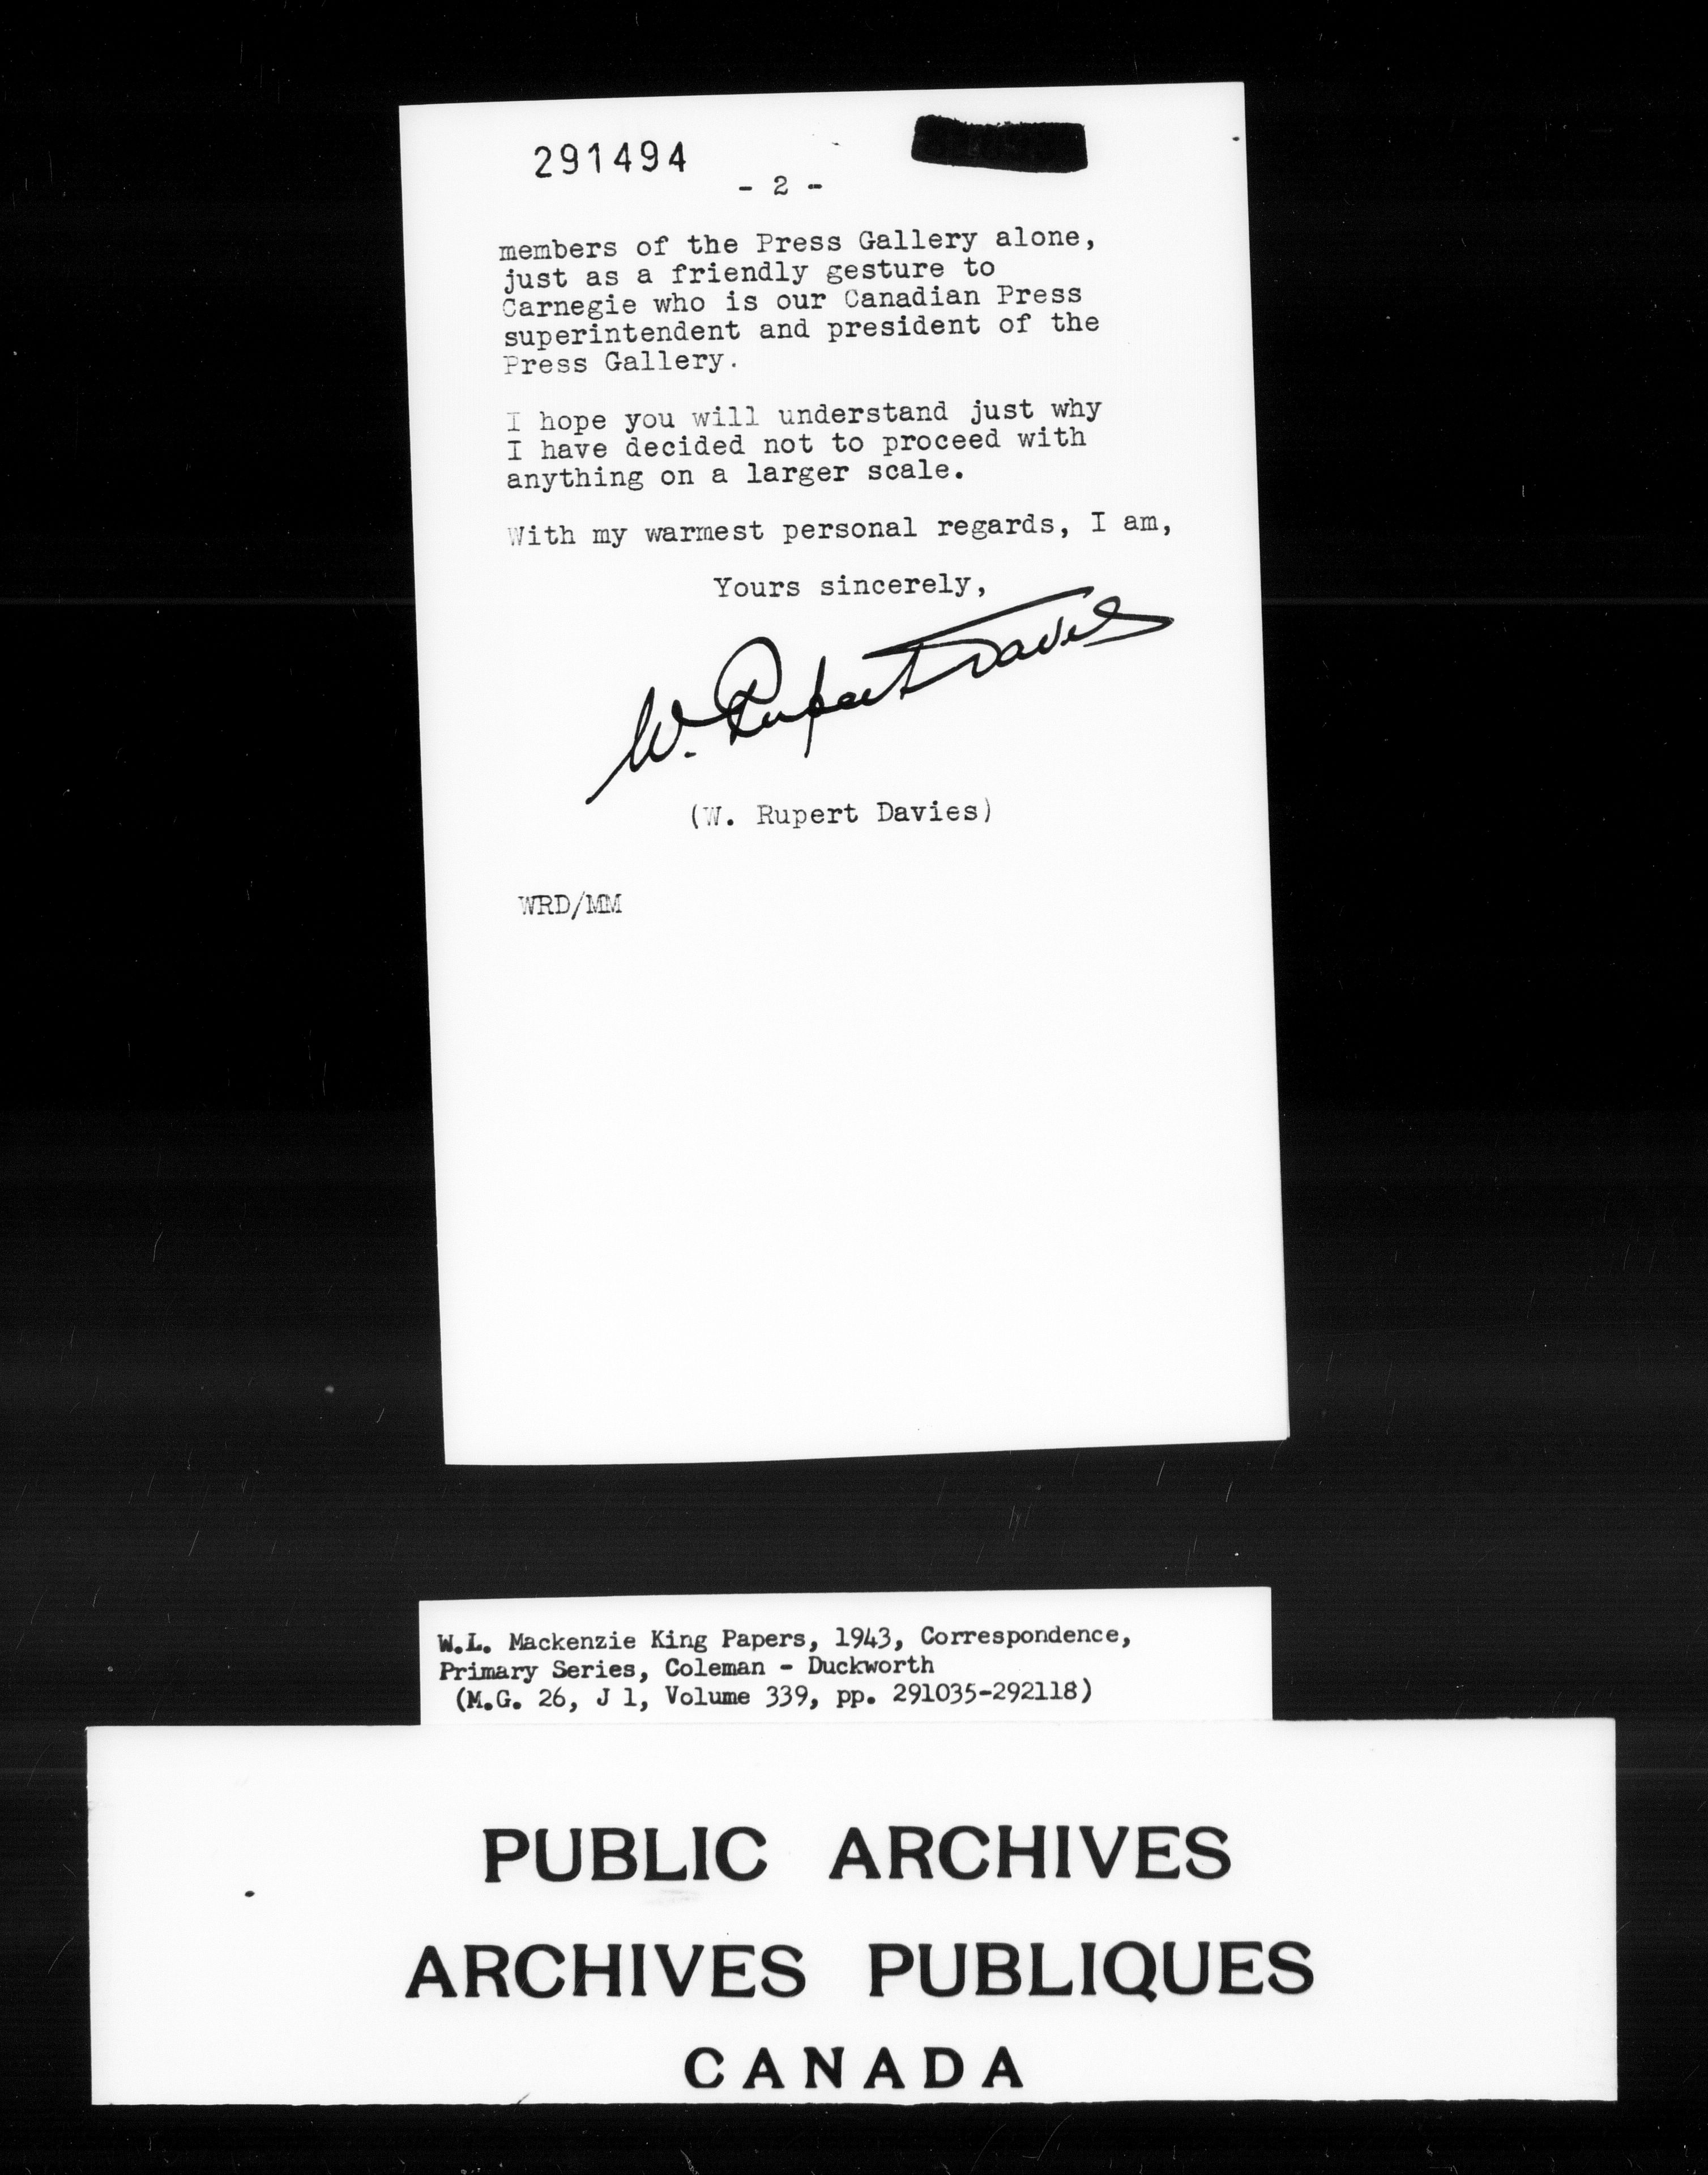 291494
- 2 -
members of the Press Gallery alone,
just as a friendly gesture to
Carnegie who is our Canadian Press
superintendent and president of the
Press Gallery.
I hope you will understand just why
I have decided not to proceed with
anything on a larger scale.
With my warmest personal regards, I am,
Yours sincerely,
W. Rupert Davies
(W. Rupert Davies)
WRD/MM
W.L. Mackenzie King Papers, 1943, Correspondence,
Primary Series, Coleman - Duckworth
(M.G. 26, J 1, Volume 339, pp. 291035-292118)
PUBLIC ARCHIVES
ARCHIVES PUBLIQUES
CANADA